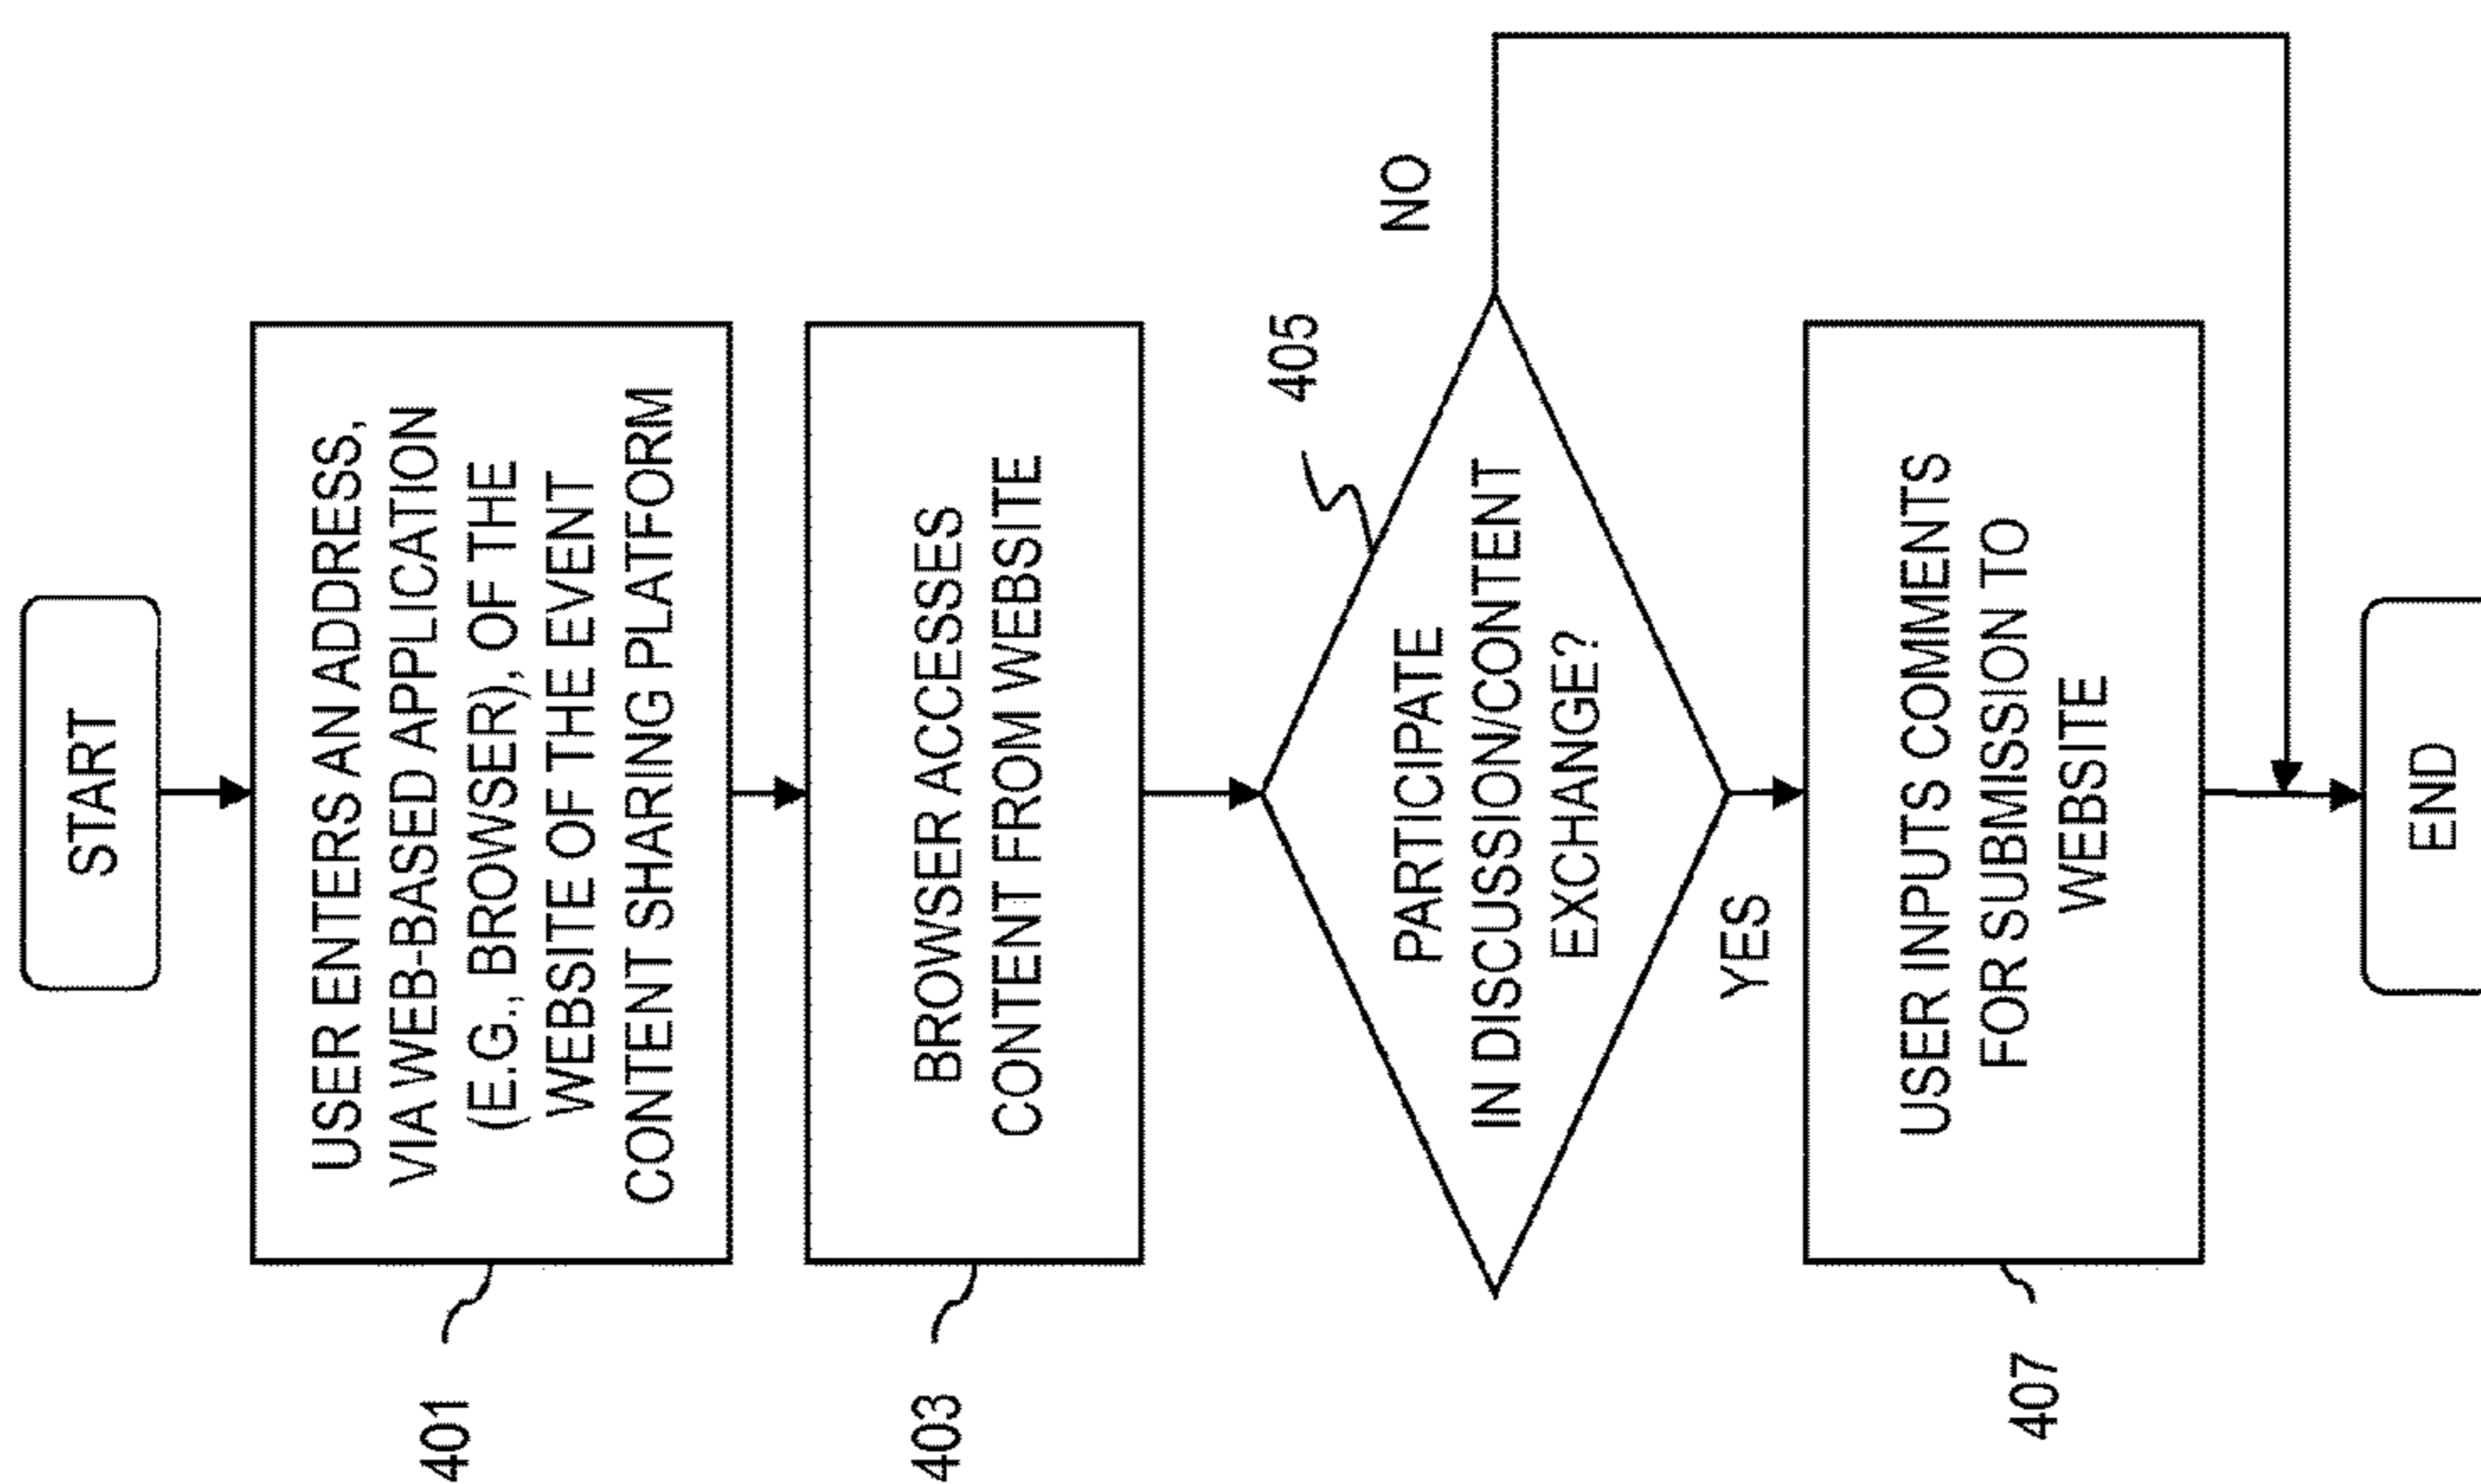 START
401
USER ENTERS AN ADDRESS,
VIA WEB-BASED APPLICATION
(E.G., BROWSER), OF THE
WEBSITE OF THE EVENT
CONTENT SHARING PLATFORM
403
BROWSER ACCESSES
CONTENT FROM WEBSITE
405
PARTICIPATE
IN DISCUSSION/CONTENT
EXCHANGE?
NO
YES
407
USER INPUTS COMMENTS
FOR SUBMISSION TO
WEBSITE
END